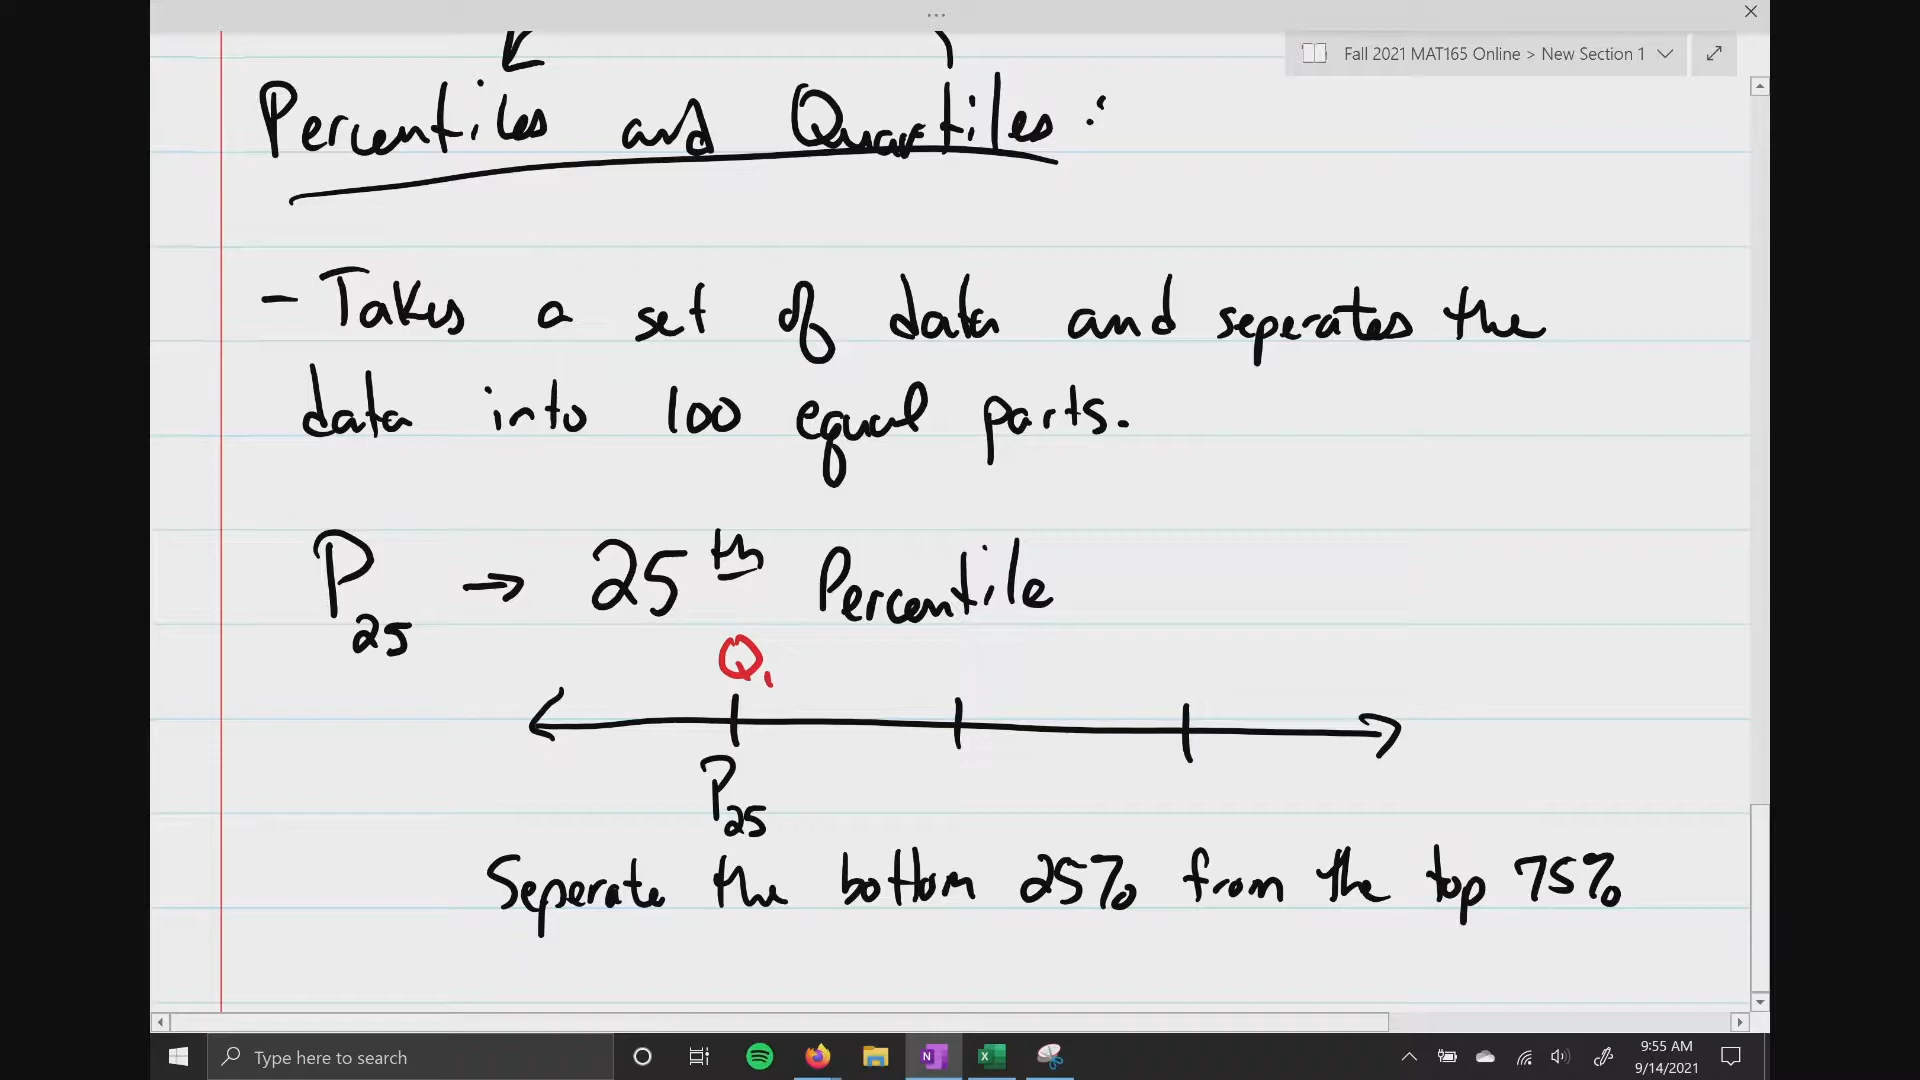 Fall 2021 MAT165 Online > New Section 1
Percentiles and Quartiles :
- Takes a set of data and seperates the
data into 100 equal parts.
P25 → 25th Percentile
Q1
P25
Seperate the bottom 25% from the top 75%
Type here to search
9:55 AM
9/14/2021